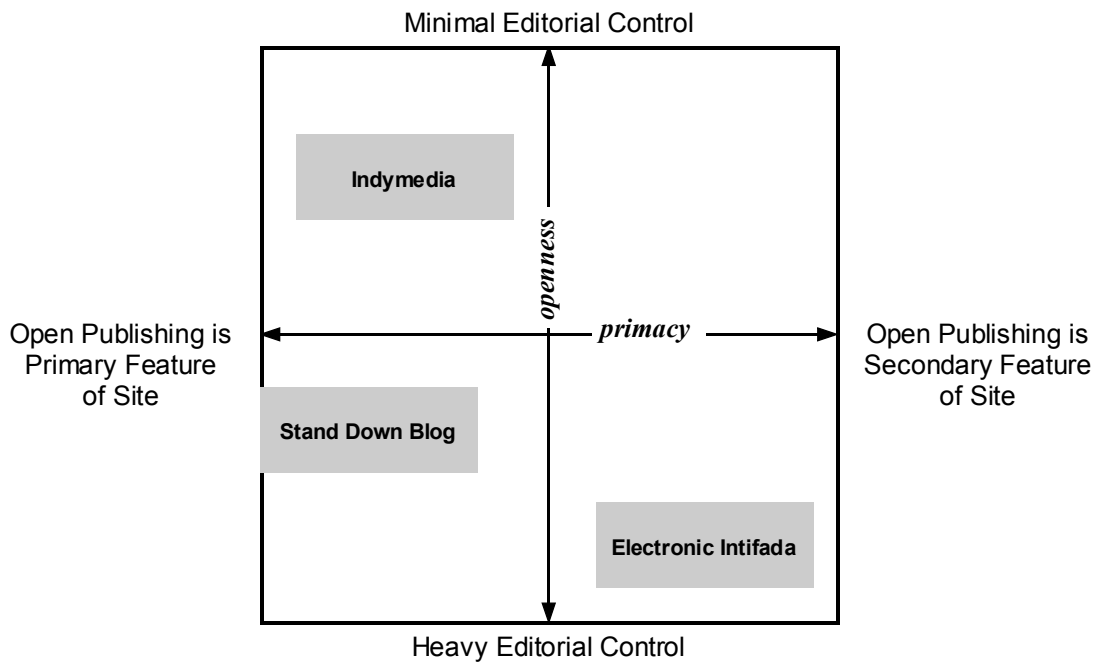 Minimal Editorial Control
Indymedia
openness
primacy
Open Publishing is
Primary Feature
of Site
Open Publishing is
Secondary Feature
of Site
Stand Down Blog
Electronic Intifada
Heavy Editorial Control